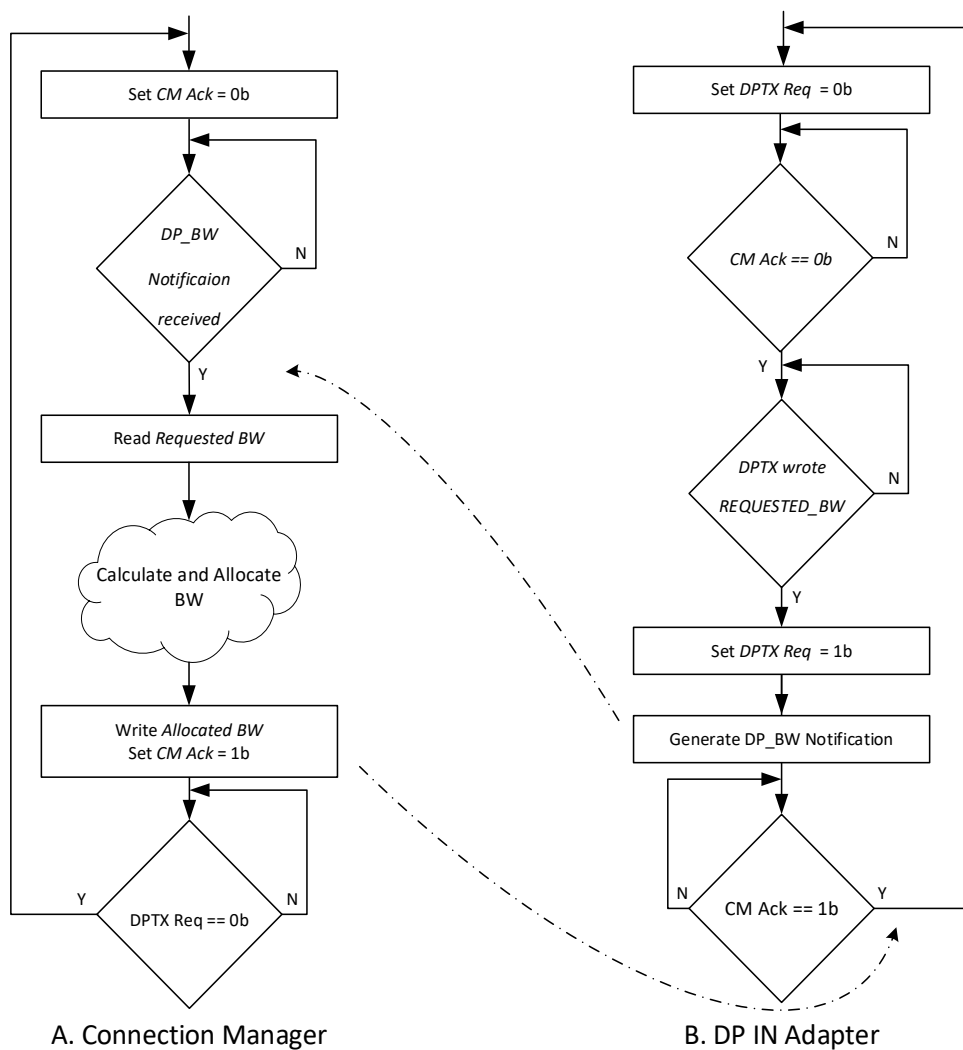 Set CM Ack = 0b
DP_BW
Notificaion
received
N
Y
Read Requested BW
Calculate and Allocate
BW
Write Allocated BW
Set CM Ack = 1b
Y
DPTX Req == 0b
N
A. Connection Manager
Set DPTX Req = 0b
CM Ack == 0b
N
Y
DPTX wrote
REQUESTED_BW
N
Y
Set DPTX Req = 1b
Generate DP_BW Notification
N
CM Ack == 1b
Y
B. DP IN Adapter